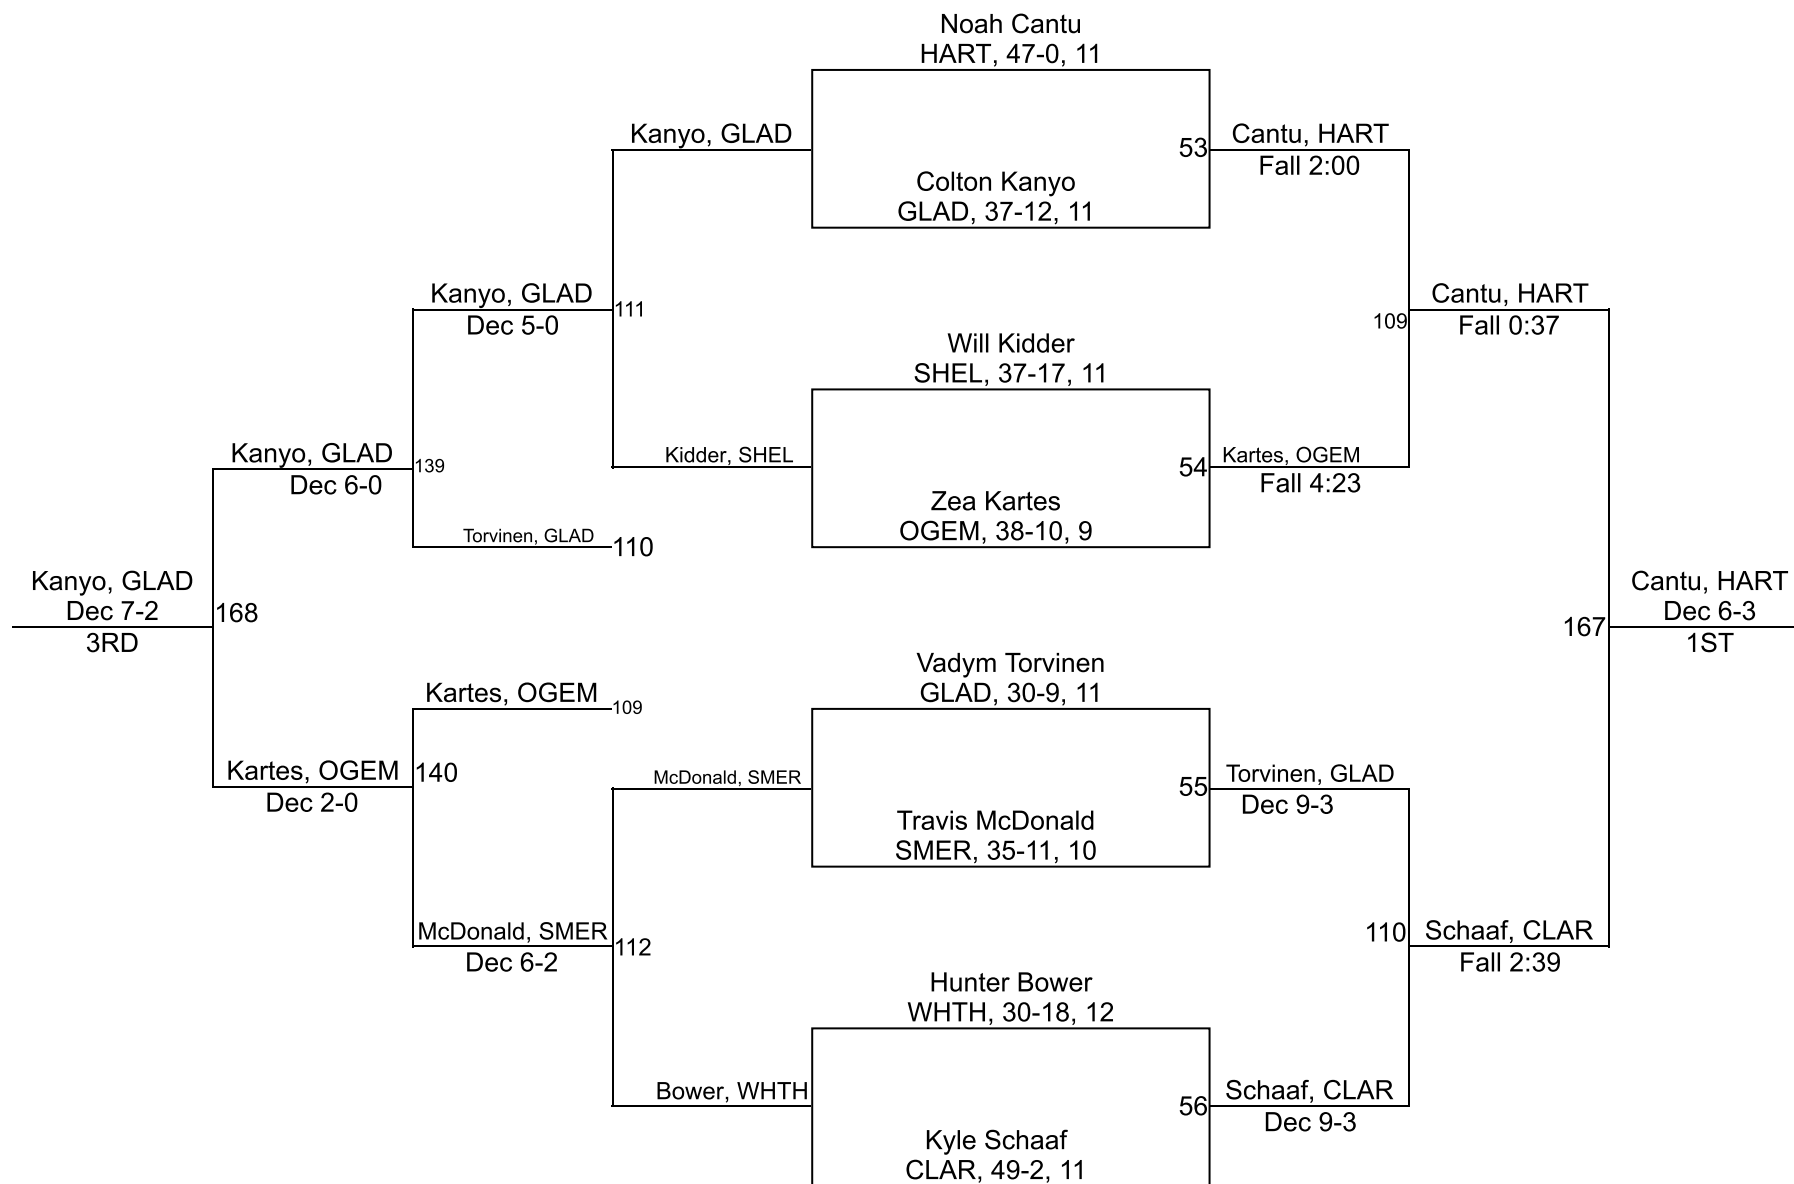 Noah Cantu
HART, 47-0, 11
Kanyo, GLAD
53
Cantu, HART
Fall 2:00
Colton Kanyo
GLAD, 37-12, 11
Kanyo, GLAD
Dec 5-0
111
Cantu, HART
Fall 0:37
109
Will Kidder
SHEL, 37-17, 11
Kanyo, GLAD
Dec 6-0
139
Kidder, SHEL
54
Kartes, OGEM
Fall 4:23
Zea Kartes
OGEM, 38-10, 9
Torvinen, GLAD
110
Kanyo, GLAD
Dec 7-2
3RD
168
167
Cantu, HART
Dec 6-3
1ST
Vadym Torvinen
GLAD, 30-9, 11
Kartes, OGEM
109
Kartes, OGEM
Dec 2-0
140
McDonald, SMER
55
Torvinen, GLAD
Dec 9-3
Travis McDonald
SMER, 35-11, 10
McDonald, SMER
Dec 6-2
112
110
Schaaf, CLAR
Fall 2:39
Hunter Bower
WHTH, 30-18, 12
Bower, WHTH
56
Schaaf, CLAR
Dec 9-3
Kyle Schaaf
CLAR, 49-2, 11